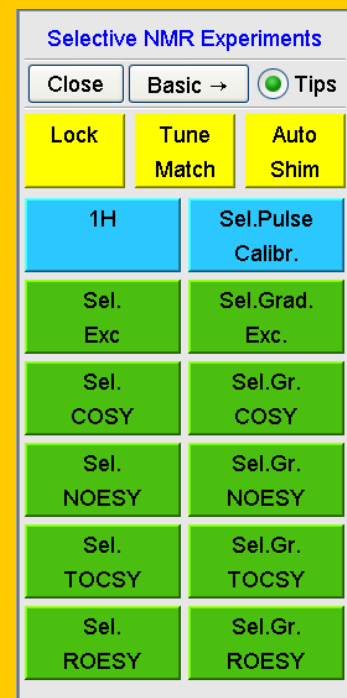 Selective NMR Experiments
Close Basic → Tips
Lock Tune Auto
Match Shim
1H Sel.Pulse
Calibr.
Sel. Sel.Grad.
Exc Exc.
Sel. Sel.Gr.
COSY COSY
Sel. Sel.Gr.
NOESY NOESY
Sel. Sel.Gr.
TOCSY TOCSY
Sel. Sel.Gr.
ROESY ROESY